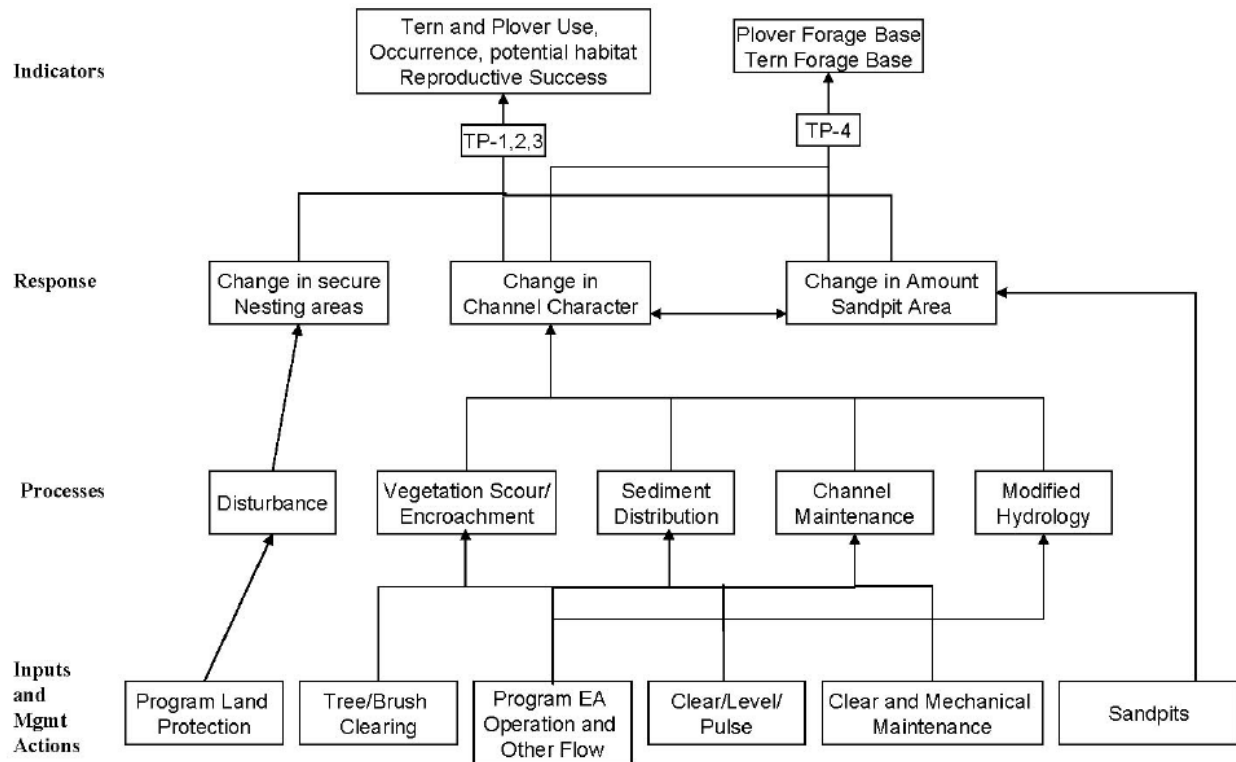 Indicators
Tern and Plover Use,
Occurrence, potential habitat
Reproductive Success
Plover Forage Base
Tern Forage Base
TP-1,2,3
TP-4
Response
Change in secure
Nesting areas
Change in
Channel Character
Change in Amount
Sandpit Area
Processes
Disturbance
Vegetation Scour/
Encroachment
Sediment
Distribution
Channel
Maintenance
Modified
Hydrology
Inputs
and
Mgmt
Actions
Program Land
Protection
Tree/Brush
Clearing
Program EA
Operation and
Other Flow
Clear/Level/
Pulse
Clear and Mechanical
Maintenance
Sandpits